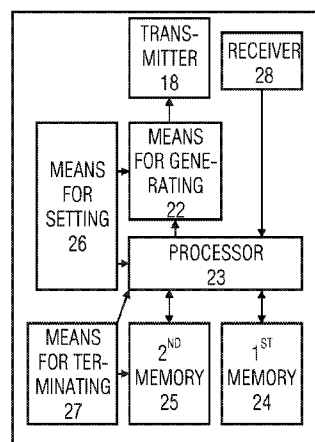 TRANS-
MITTER
18
RECEIVER
28
MEANS
FOR
SETTING
26
MEANS
FOR GENE-
RATING
22
PROCESSOR
23
MEANS
FOR TER-
MINATING
27
2ND
MEMORY
25
1ST
MEMORY
24